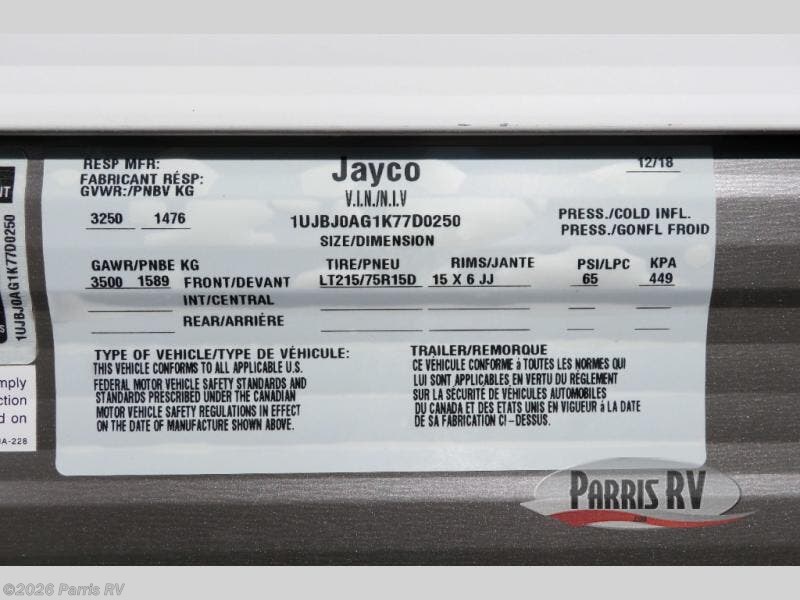 RESP MFR:
Jayco
12/18
FABRICANT RÉSP:
GVWR:/PNBV KG
V.I.N./N.I.V
3250 1476
1UJBJ0AG1K77D0250
PRESS./COLD INFL.
SIZE/DIMENSION
PRESS./GONFL FROID
GAWR/PNBE KG
TIRE/PNEU
RIMS/JANTE
PSI/LPC
KPA
3500 1589 FRONT/DEVANT
LT215/75R15D
15 X 6 JJ
65
449
INT/CENTRAL
REAR/ARRIÈRE
TYPE OF VEHICLE/TYPE DE VÉHICULE:
TRAILER/REMORQUE
THIS VEHICLE CONFORMS TO ALL APPLICABLE U.S.
FEDERAL MOTOR VEHICLE SAFETY STANDARDS AND
STANDARDS PRESCRIBED UNDER THE CANADIAN
MOTOR VEHICLE SAFETY REGULATIONS IN EFFECT
ON THE DATE OF MANUFACTURE SHOWN ABOVE.
CE VÉHICULE CONFORME à TOUTES LES NORMES QUI
LUI SONT APPLICABLES EN VERTU DU RÈGLEMENT
SUR LA SÉCURITÉ DE VÉHICULES AUTOMOBILES
DU CANADA ET DES ETATS UNIS EN VIGUEUR à LA DATE
DE SA FABRICATION CI-DESSUS.
1UJBJ0AG1K77D0250
mply
ction
d on
A-228
PARRIS RV
©2026 Parris RV